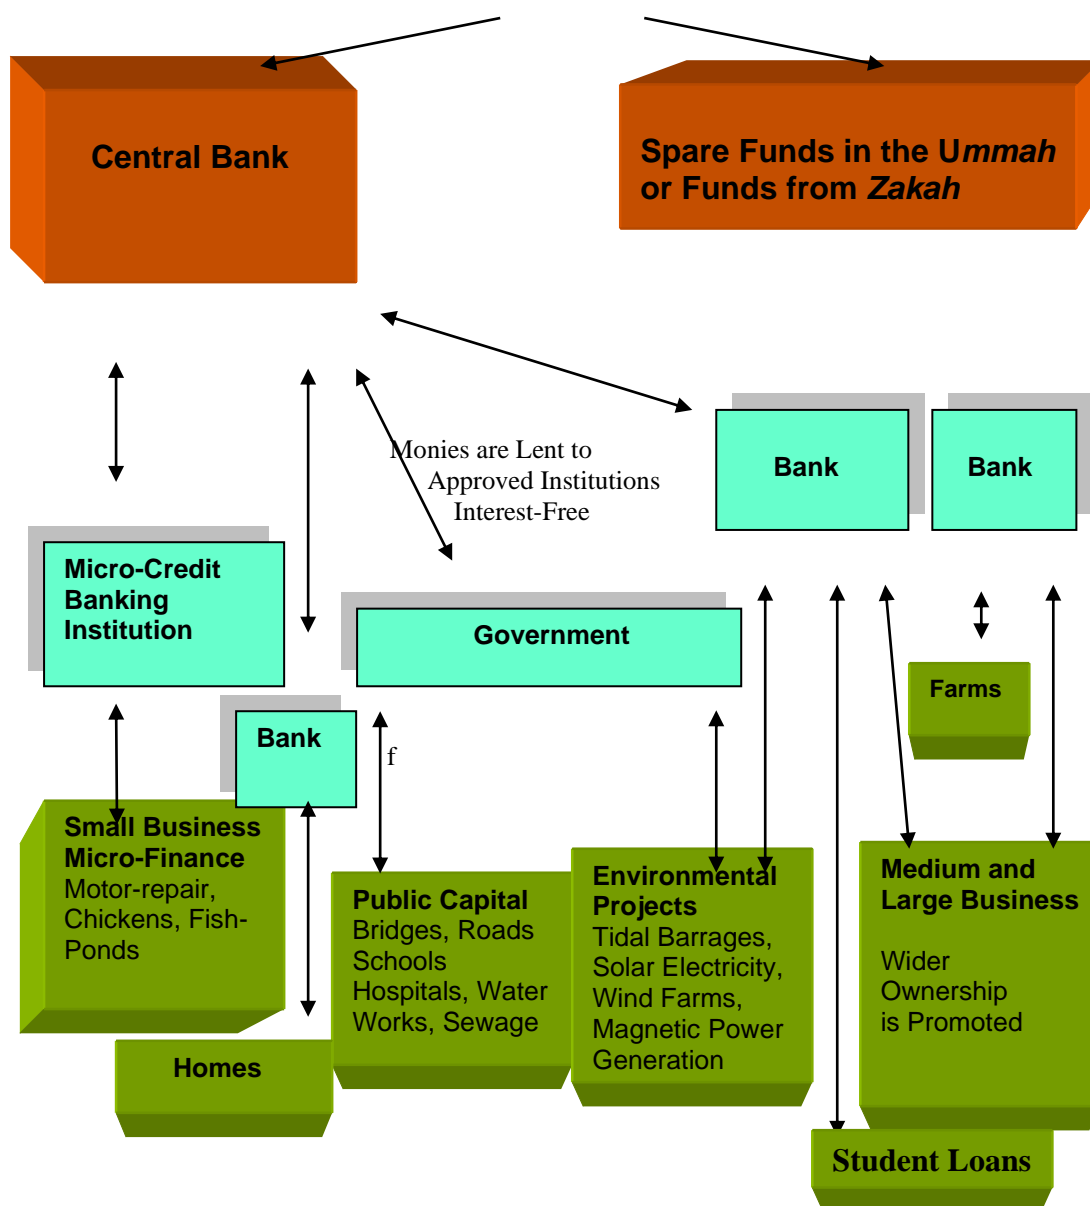 Central Bank
Spare Funds in the Ummah
or Funds from Zakah
Monies are Lent to
Approved Institutions
Interest-Free
Bank
Bank
Micro-Credit
Banking
Institution
Government
Farms
Bank
f
Small Business
Micro-Finance
Motor-repair,
Chickens, Fish-
Ponds
Public Capital
Bridges, Roads
Schools
Hospitals, Water
Works, Sewage
Environmental
Projects
Tidal Barrages,
Solar Electricity,
Wind Farms,
Magnetic Power
Generation
Medium and
Large Business
Wider
Ownership
is Promoted
Homes
Student Loans